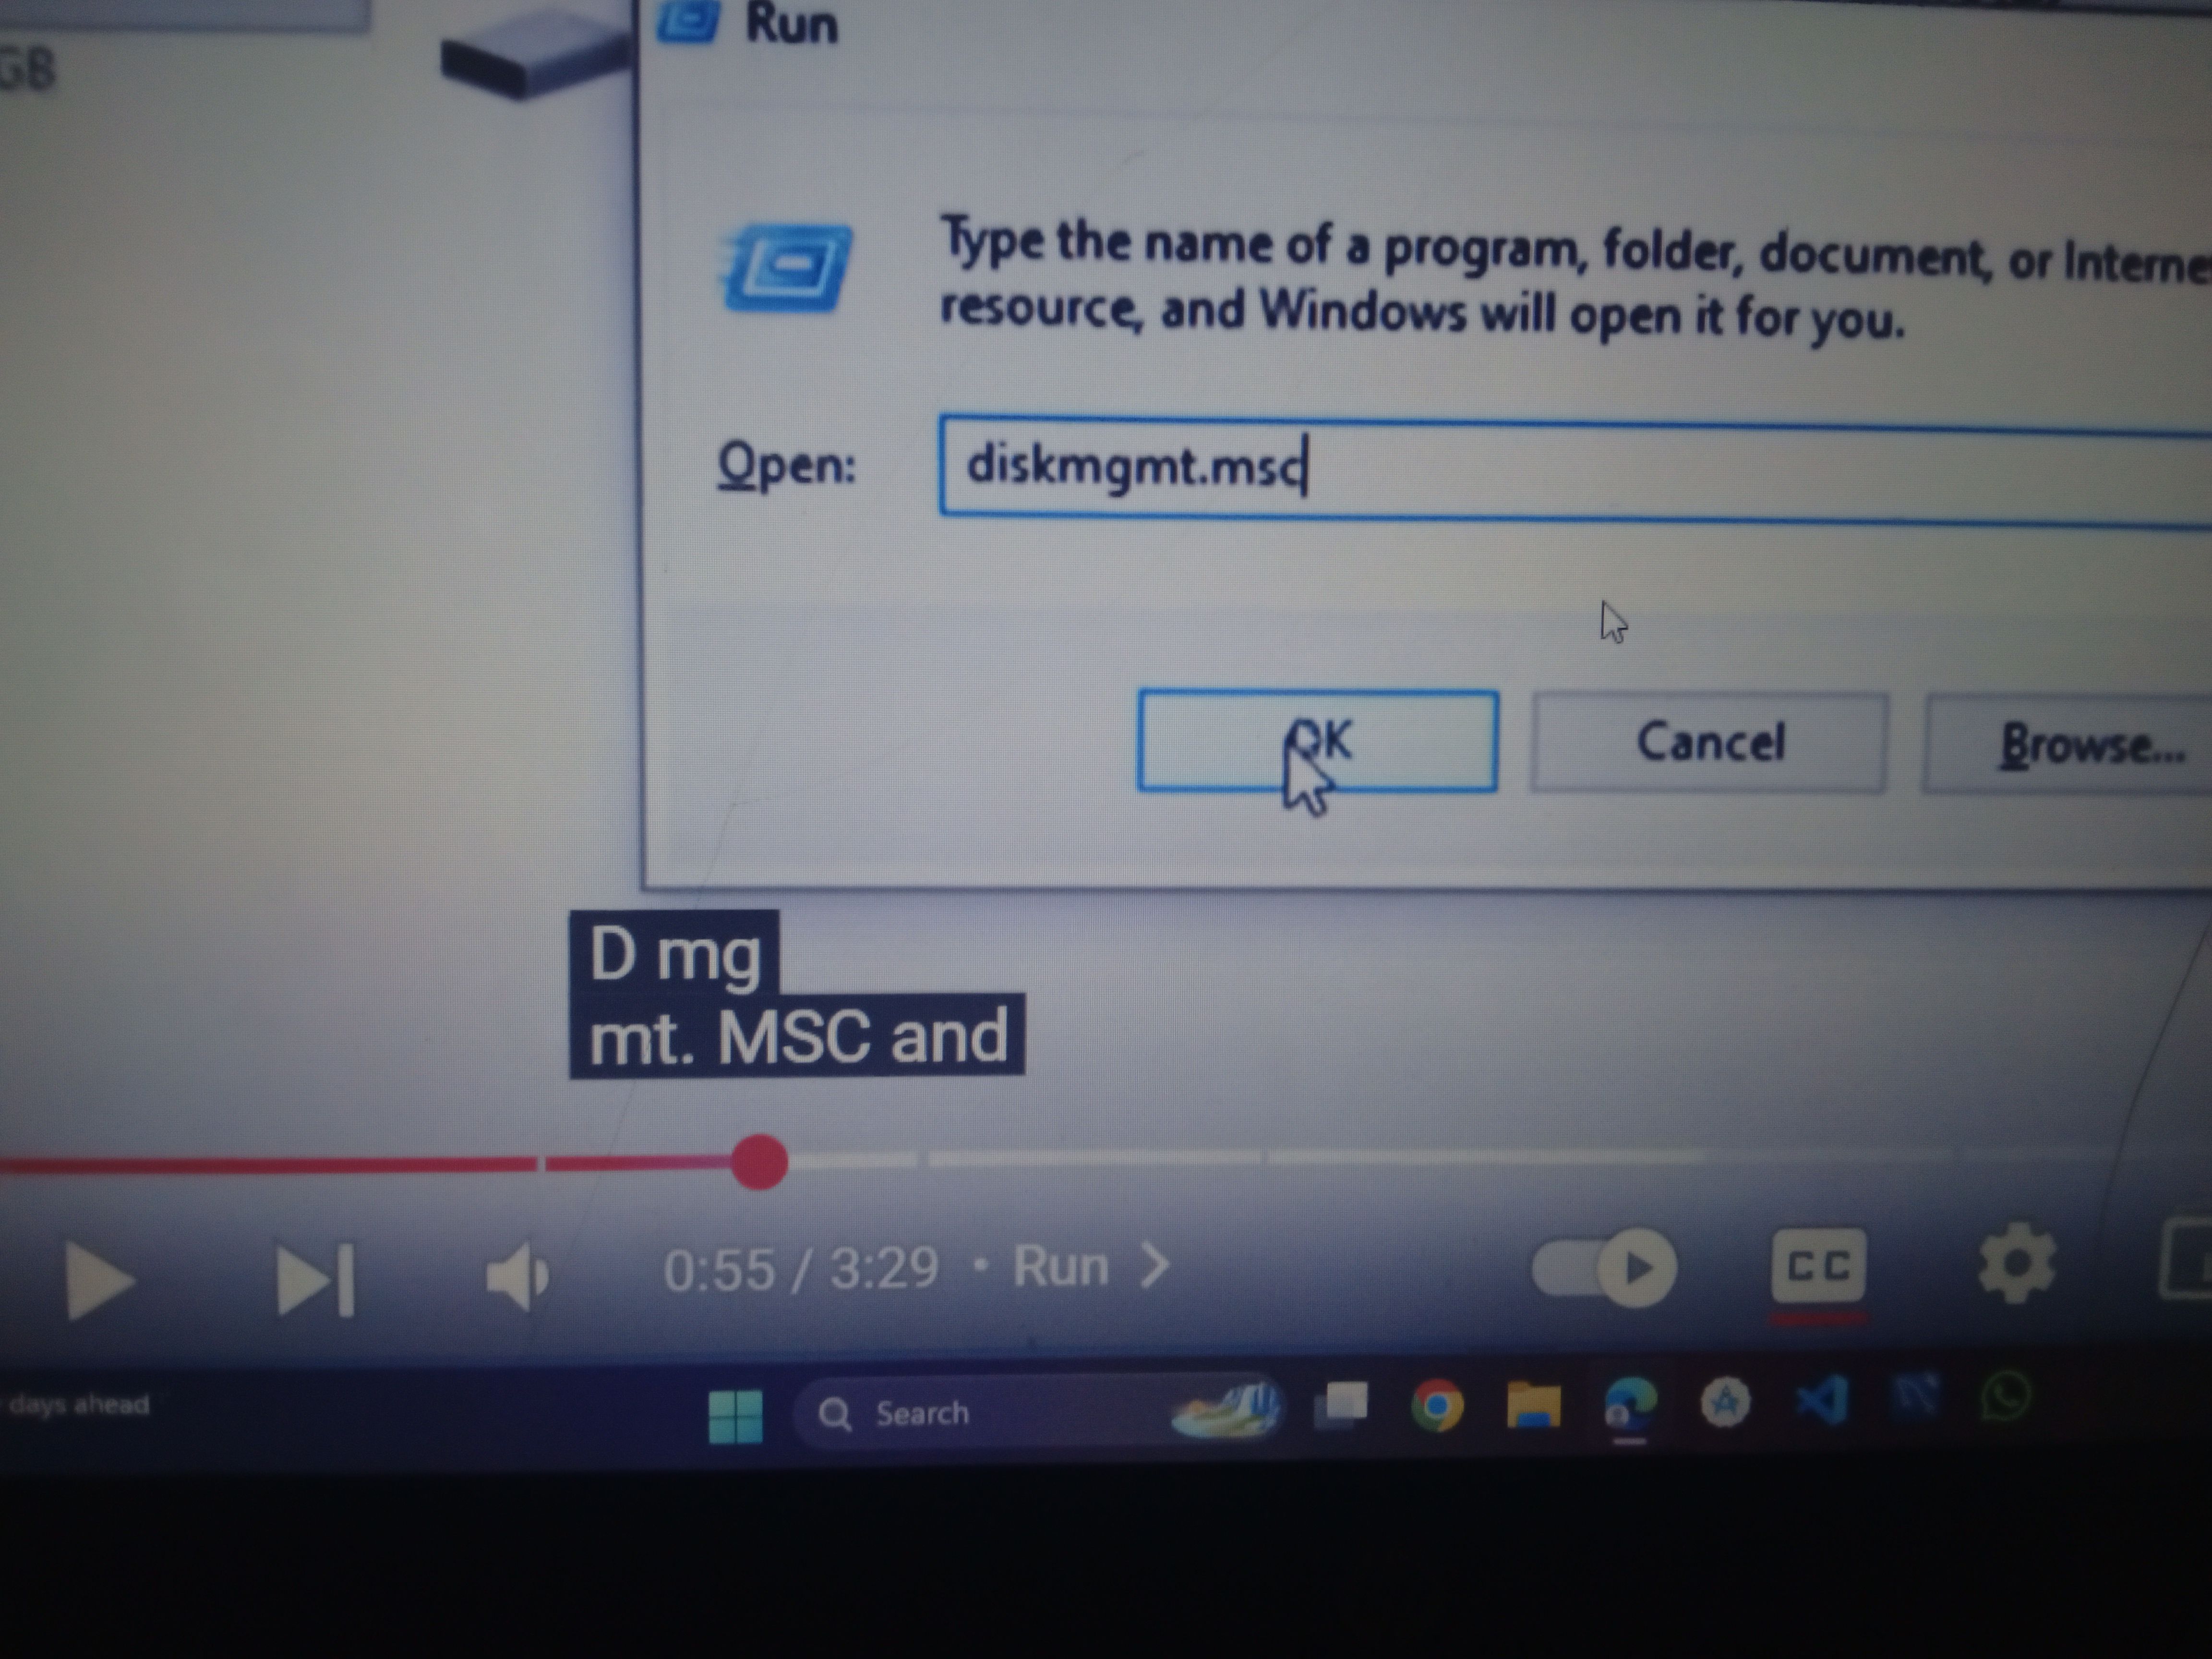 GB
Run
Type the name of a program, folder, document, or Interne
resource, and Windows will open it for you.
Open:
diskmgmt.msc
OK
Cancel
Browse...
D mg
mt. MSC and
0:55 / 3:29 • Run >
CC
days ahead
Search